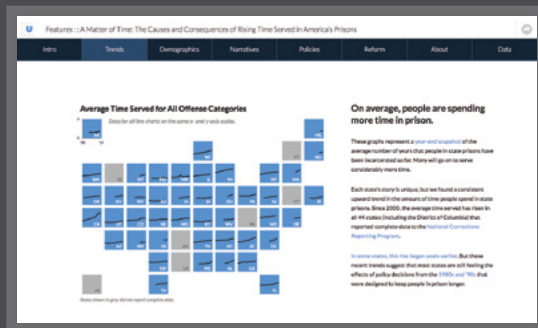 Features :: A Matter of Time: The Causes and Consequences of Rising Time Served in America's Prisons
Intro Trends Demographics Narratives Policies Reform About Data
Average Time Served for All Offense Categories
Data for all line charts on the same x- and y-axis scales.
On average, people are spending
more time in prison.
These graphs represent a year-end snapshot of the
average number of years that people in state prisons have
been incarcerated so far. Many will go on to serve
considerably more time.
Each state's story is unique, but we found a consistent
upward trend in the amount of time people spend in state
prisons. Since 2000, the average time served has risen in
all 44 states (including the District of Columbia) that
reported complete data to the National Corrections
Reporting Program.
In some states, this rise began years earlier. But these
recent trends suggest that most states are still feeling the
effects of policy decisions from the 1980s and '90s that
were designed to keep people in prison longer.
States shown in gray did not report complete data.